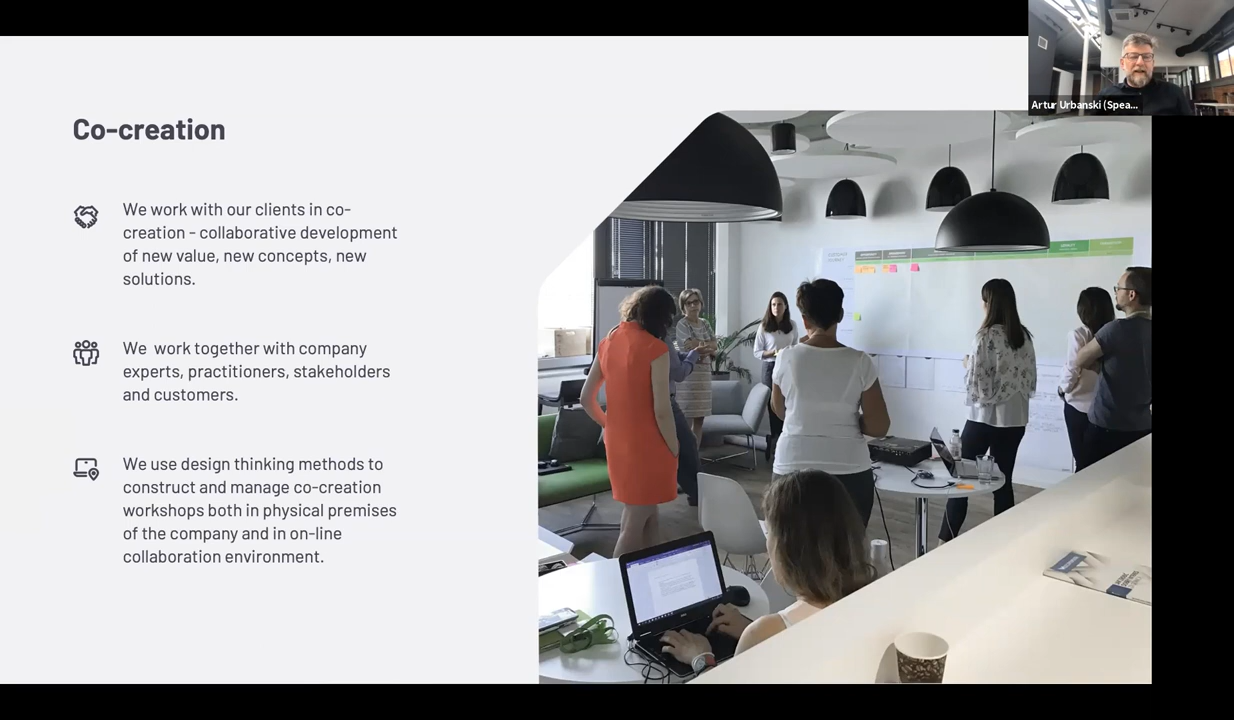 Artur Urbanski (Spea...
Co-creation
We work with our clients in co-
creation - collaborative development
of new value, new concepts, new
solutions.
We  work together with company
experts, practitioners, stakeholders
and customers.
We use design thinking methods to
construct and manage co-creation
workshops both in physical premises
of the company and in on-line
collaboration environment.